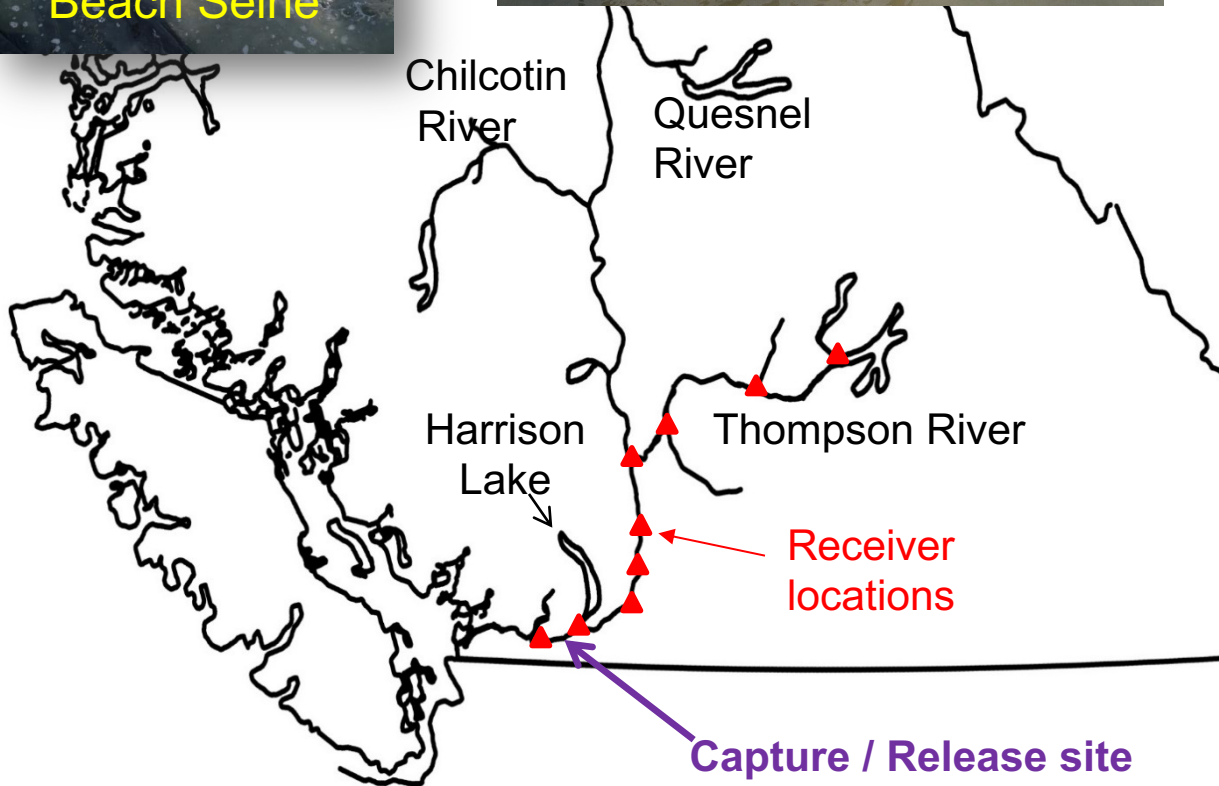 Beach Seine
Chilcotin
River
Quesnel
River
Harrison
Lake
Thompson River
Receiver
locations
Capture / Release site